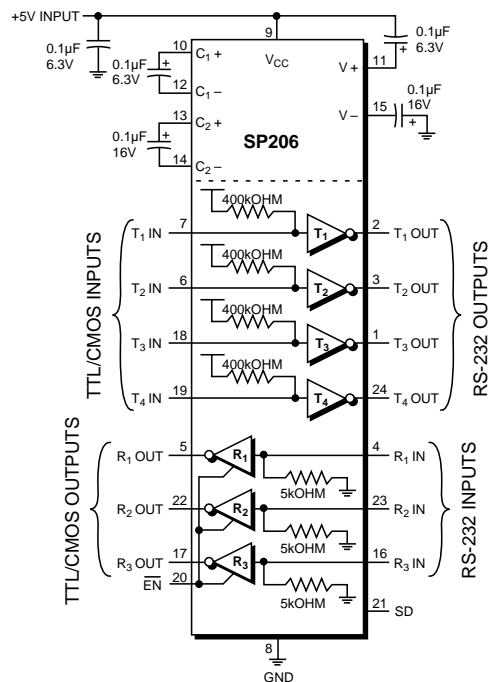 +5V INPUT
0.1µF
6.3V
0.1µF
6.3V
0.1µF
6.3V
0.1µF
16V
0.1µF
16V
9
VCC
10
C1 +
12
C1 –
13
C2 +
14
C2 –
11
V +
15
V –
SP206
400kOHM
T1 IN
7
T1
2
T1 OUT
400kOHM
T2 IN
6
T2
3
T2 OUT
400kOHM
T3 IN
18
T3
1
T3 OUT
400kOHM
T4 IN
19
T4
24
T4 OUT
TTL/CMOS INPUTS
RS-232 OUTPUTS
R1 OUT
5
R1
4
R1 IN
5kOHM
R2 OUT
22
R2
23
R2 IN
5kOHM
R3 OUT
17
R3
16
R3 IN
5kOHM
EN
20
21
SD
TTL/CMOS OUTPUTS
RS-232 INPUTS
8
GND